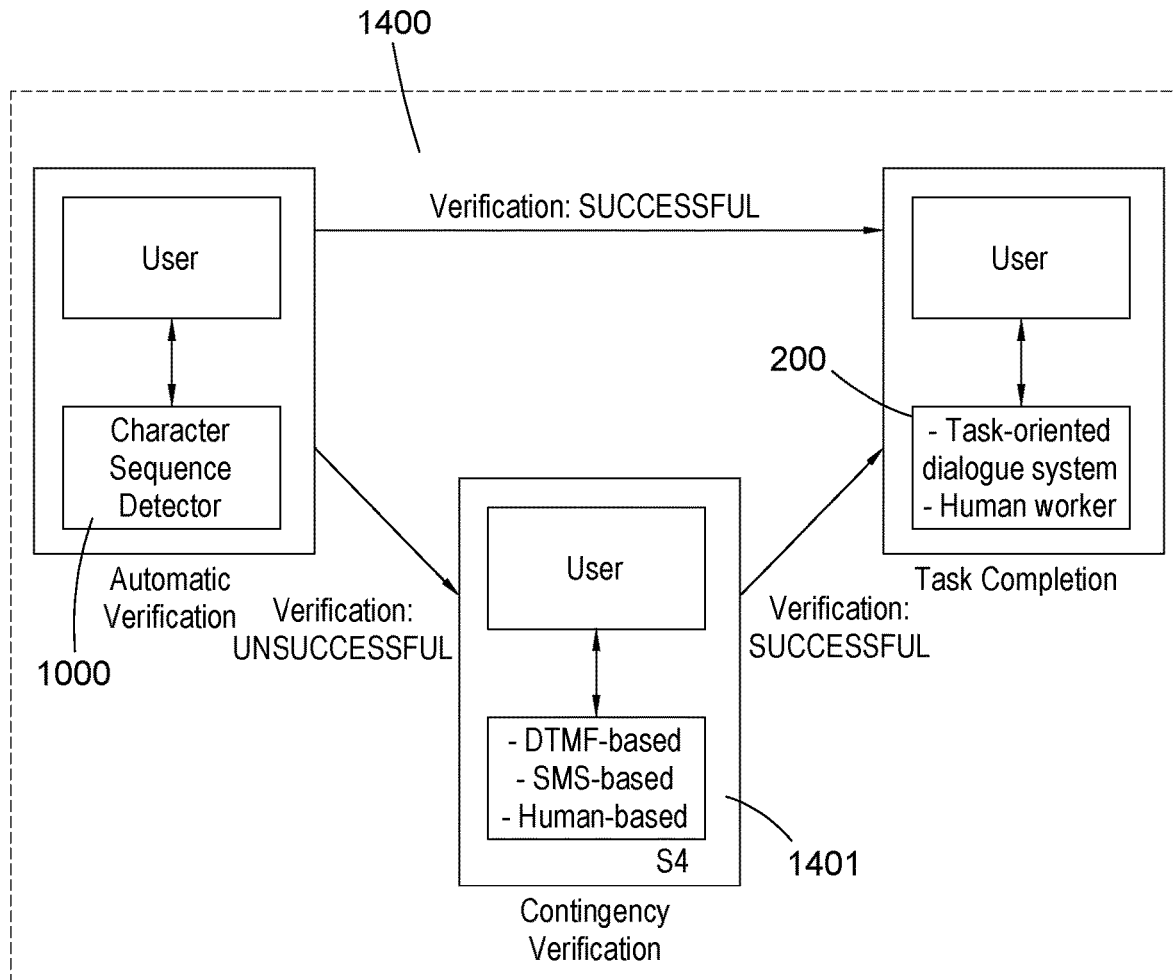 1400
Verification: SUCCESSFUL
User
Character
Sequence
Detector
Automatic
Verification
1000
Verification:
UNSUCCESSFUL
User
- DTMF-based
- SMS-based
- Human-based
S4
1401
Contingency
Verification
Verification:
SUCCESSFUL
User
200
- Task-oriented
dialogue system
- Human worker
Task Completion